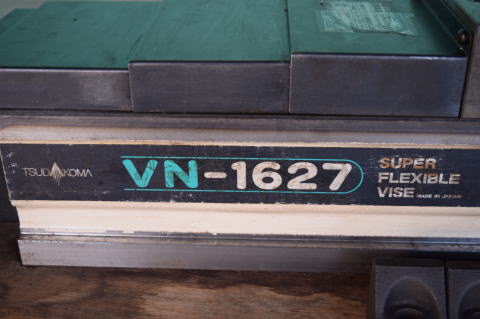 TSUDAKOMA
VN-1627
SUPER
FLEXIBLE
VISE MADE IN JAPAN